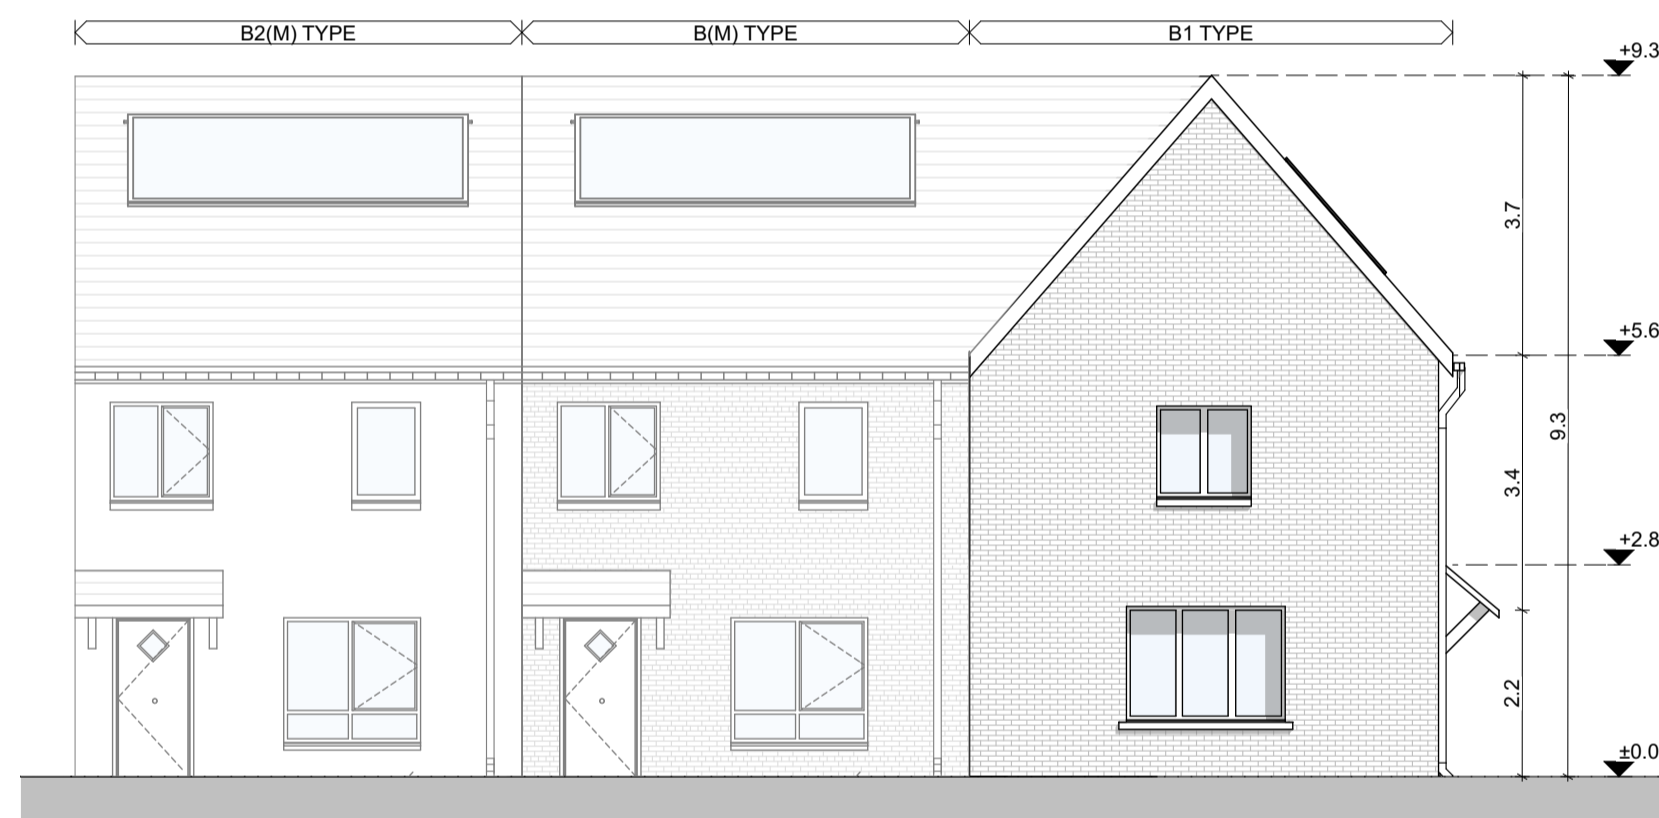 B2(M) TYPE
B(M) TYPE
B1 TYPE
+9.3
3.7
+5.6
9.3
3.4
+2.8
2.2
±0.0